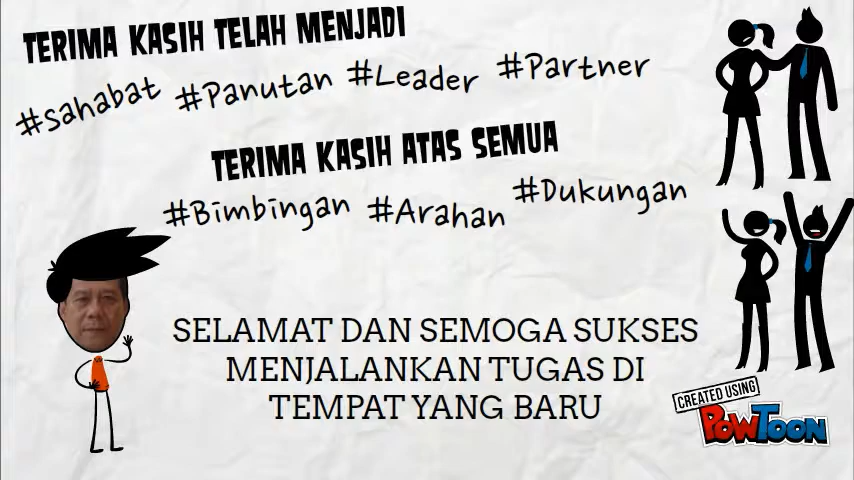 TERIMA KASIH TELAH MENJADI
#sahabat #Panutan #Leader #Partner
TERIMA KASIH ATAS SEMUA
#Bimbingan #Arahan #Dukungan
SELAMAT DAN SEMOGA SUKSES
MENJALANKAN TUGAS DI
TEMPAT YANG BARU
CREATED USING
POWTOON